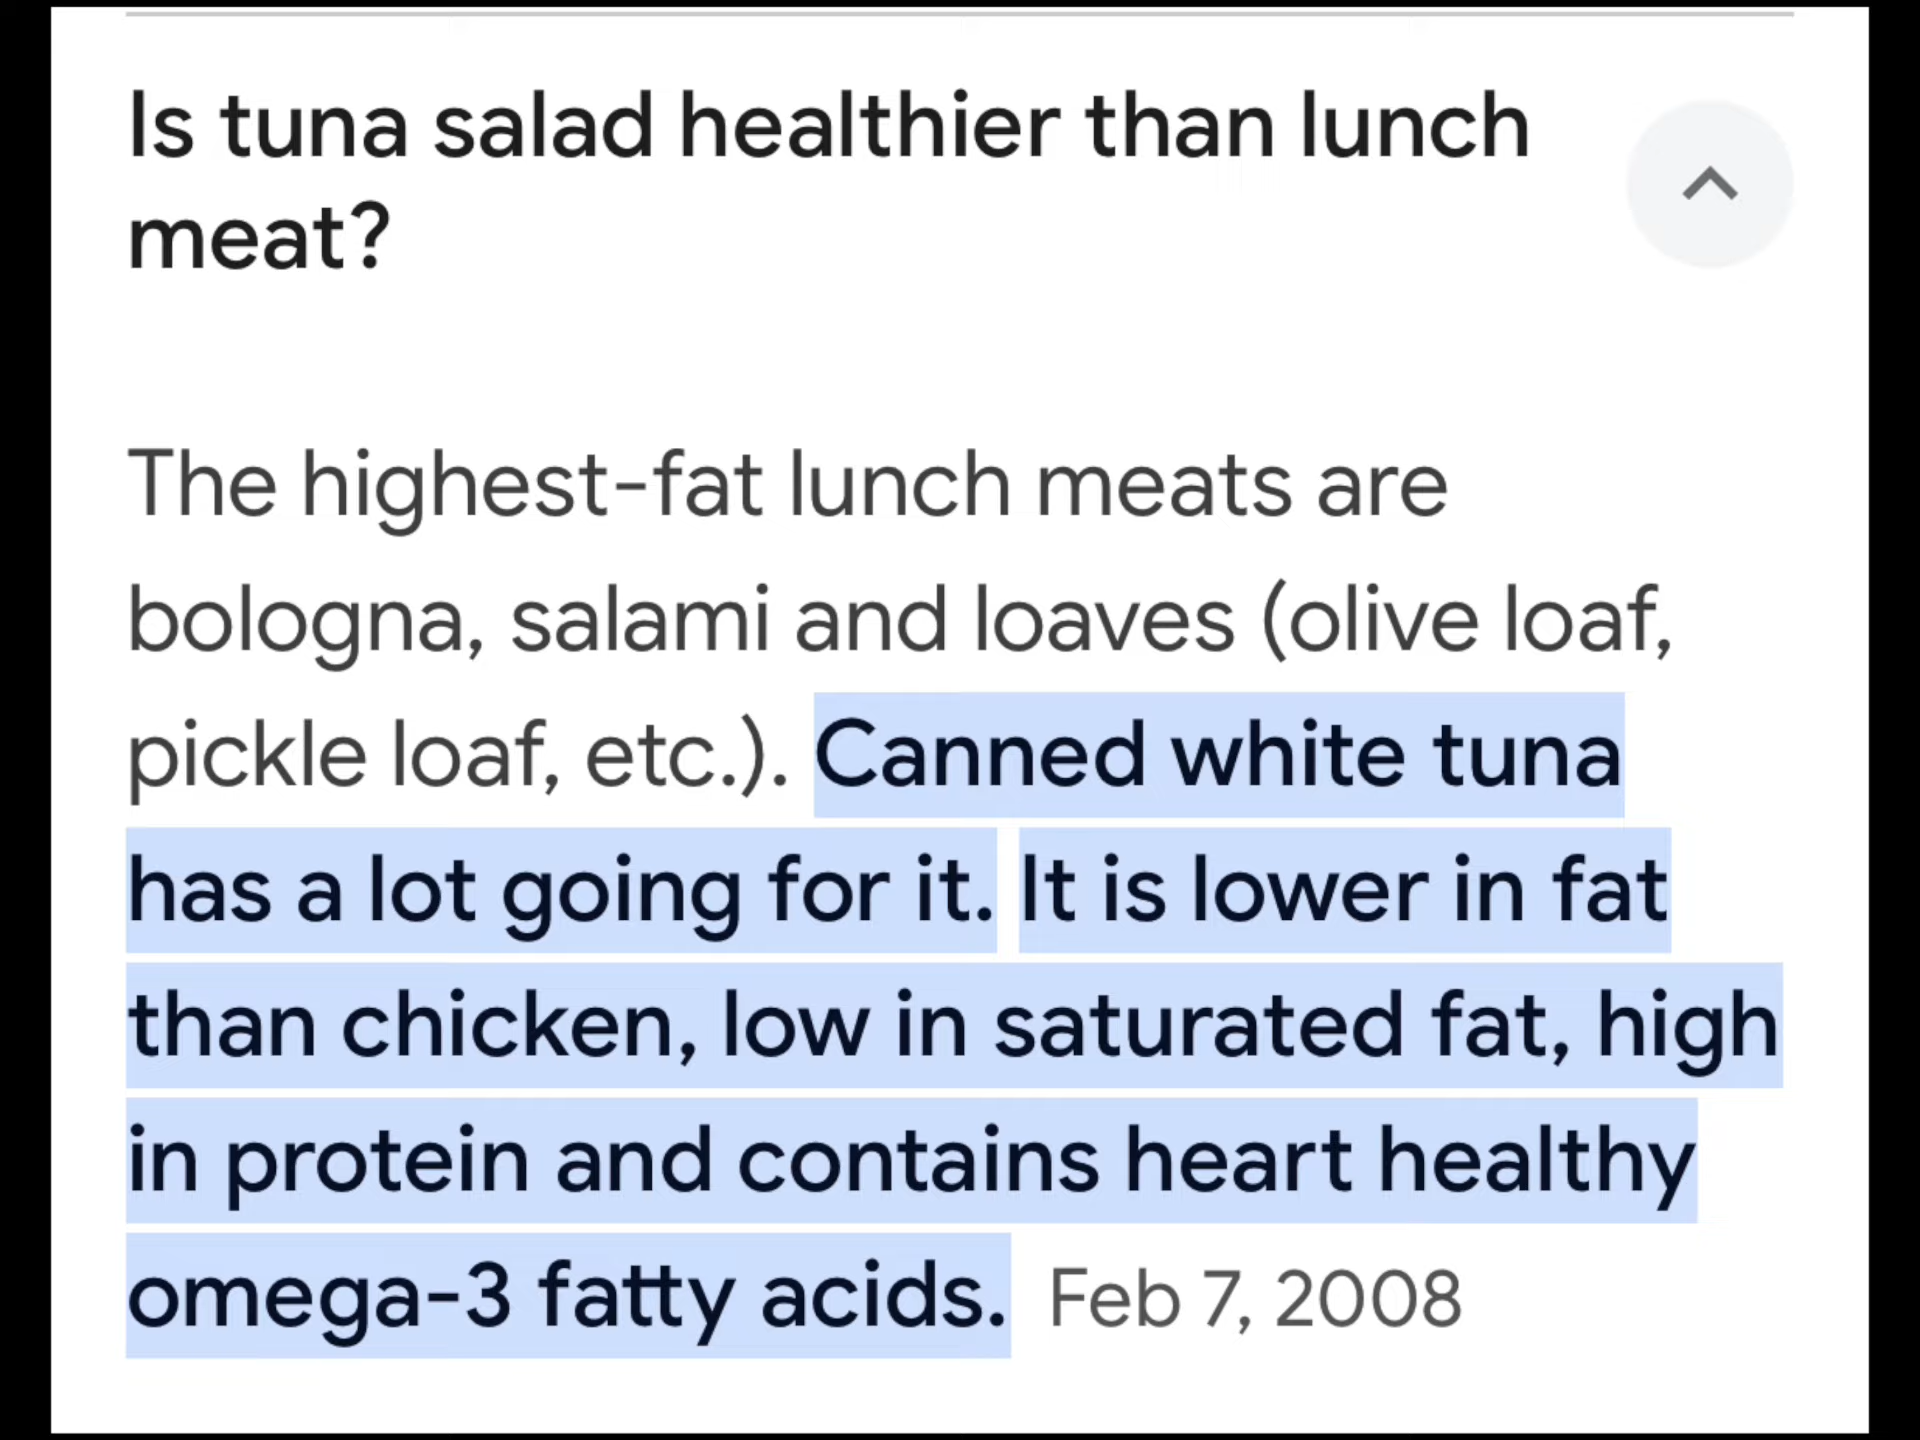 Is tuna salad healthier than lunch
meat?
The highest-fat lunch meats are
bologna, salami and loaves (olive loaf,
pickle loaf, etc.). Canned white tuna
has a lot going for it. It is lower in fat
than chicken, low in saturated fat, high
in protein and contains heart healthy
omega-3 fatty acids. Feb 7, 2008